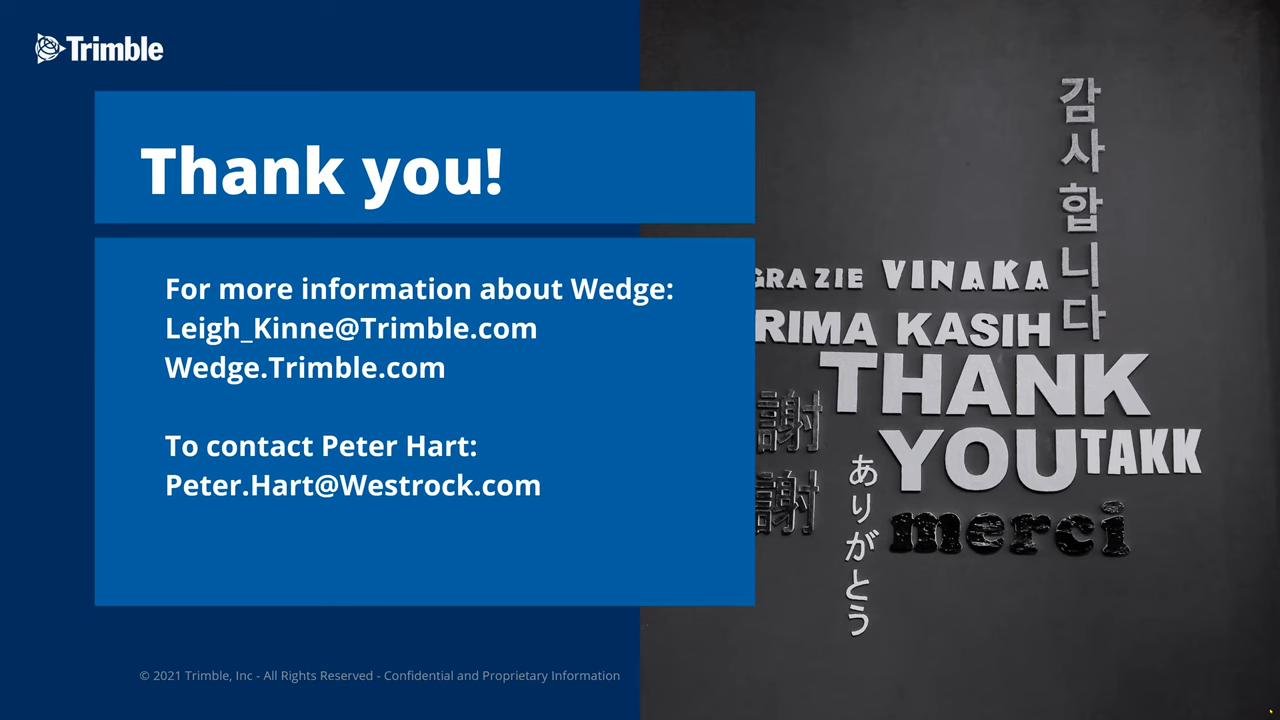 Trimble
Thank you!
For more information about Wedge:
Leigh_Kinne@Trimble.com
Wedge.Trimble.com
To contact Peter Hart:
Peter.Hart@Westrock.com
© 2021 Trimble, Inc - All Rights Reserved - Confidential and Proprietary Information
감사합니다
GRAZIE VINAKA
RIMA KASIH
THANK
YOU TAKK
謝謝
ありがとう
merci